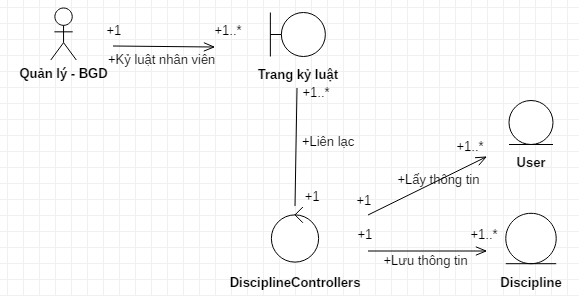 +1
+1..*
+Kỷ luật nhân viên
Quản lý - BGD
Trang kỷ luật
+1..*
+Liên lạc
+1..*
User
+Lấy thông tin
+1
+1
+1
+1..*
+Lưu thông tin
DisciplineControllers
Discipline